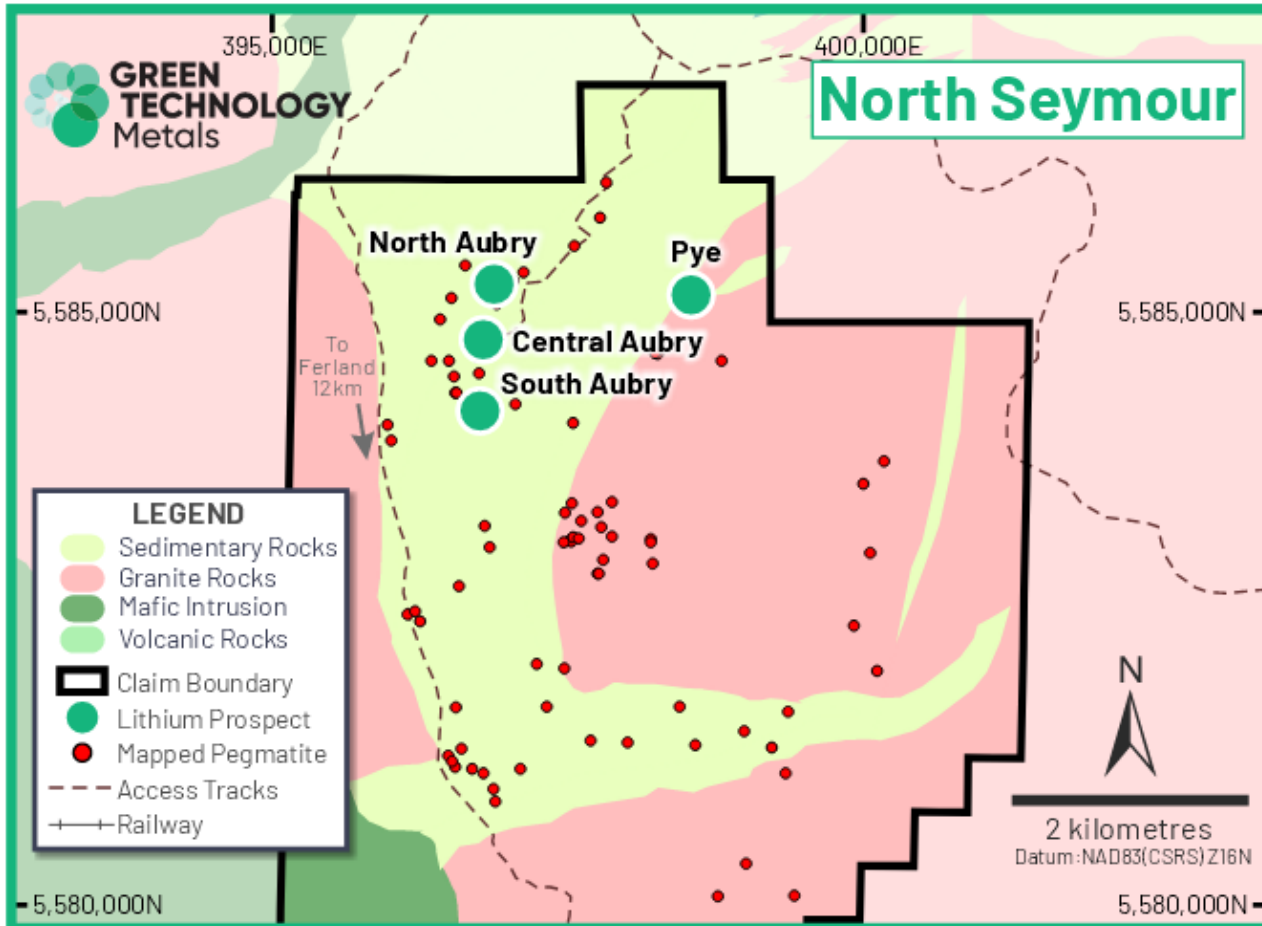 395,000E
400,000E
GREEN
TECHNOLOGY
Metals
North Seymour
North Aubry
Pye
5,585,000N
5,585,000N
To
Ferland
12km
Central Aubry
South Aubry
LEGEND
Sedimentary Rocks
Granite Rocks
Mafic Intrusion
Volcanic Rocks
Claim Boundary
Lithium Prospect
Mapped Pegmatite
Access Tracks
Railway
N
2 kilometres
Datum:NAD83(CSRS)Z16N
5,580,000N
5,580,000N